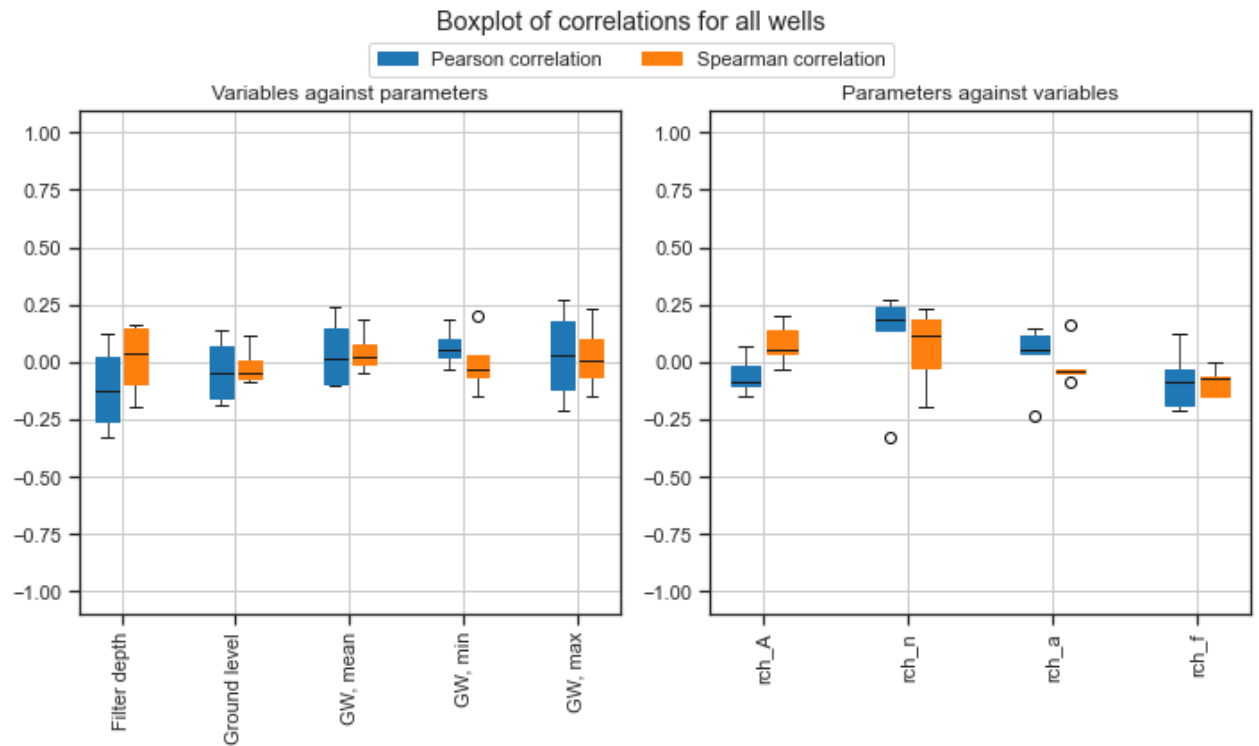 Boxplot of correlations for all wells
Pearson correlation Spearman correlation
Variables against parameters
1.00
0.75
0.50
0.25
0.00
−0.25
−0.50
−0.75
−1.00
Filter depth
Ground level
GW, mean
GW, min
GW, max
Parameters against variables
1.00
0.75
0.50
0.25
0.00
−0.25
−0.50
−0.75
−1.00
rch_A
rch_n
rch_a
rch_f